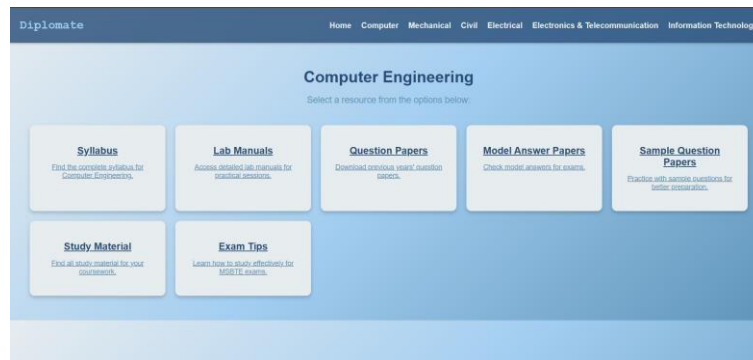 Diplomate
Home Computer Mechanical Civil Electrical Electronics & Telecommunication Information Technolog
Computer Engineering
Select a resource from the options below:
Syllabus
Find the complete syllabus for
Computer Engineering.
Lab Manuals
Access detailed lab manuals for
practical sessions.
Question Papers
Download previous years' question
papers.
Model Answer Papers
Check model answers for exams.
Sample Question
Papers
Practice with sample questions for
better preparation.
Study Material
Find all study material for your
coursework.
Exam Tips
Learn how to study effectively for
MSBTE exams.